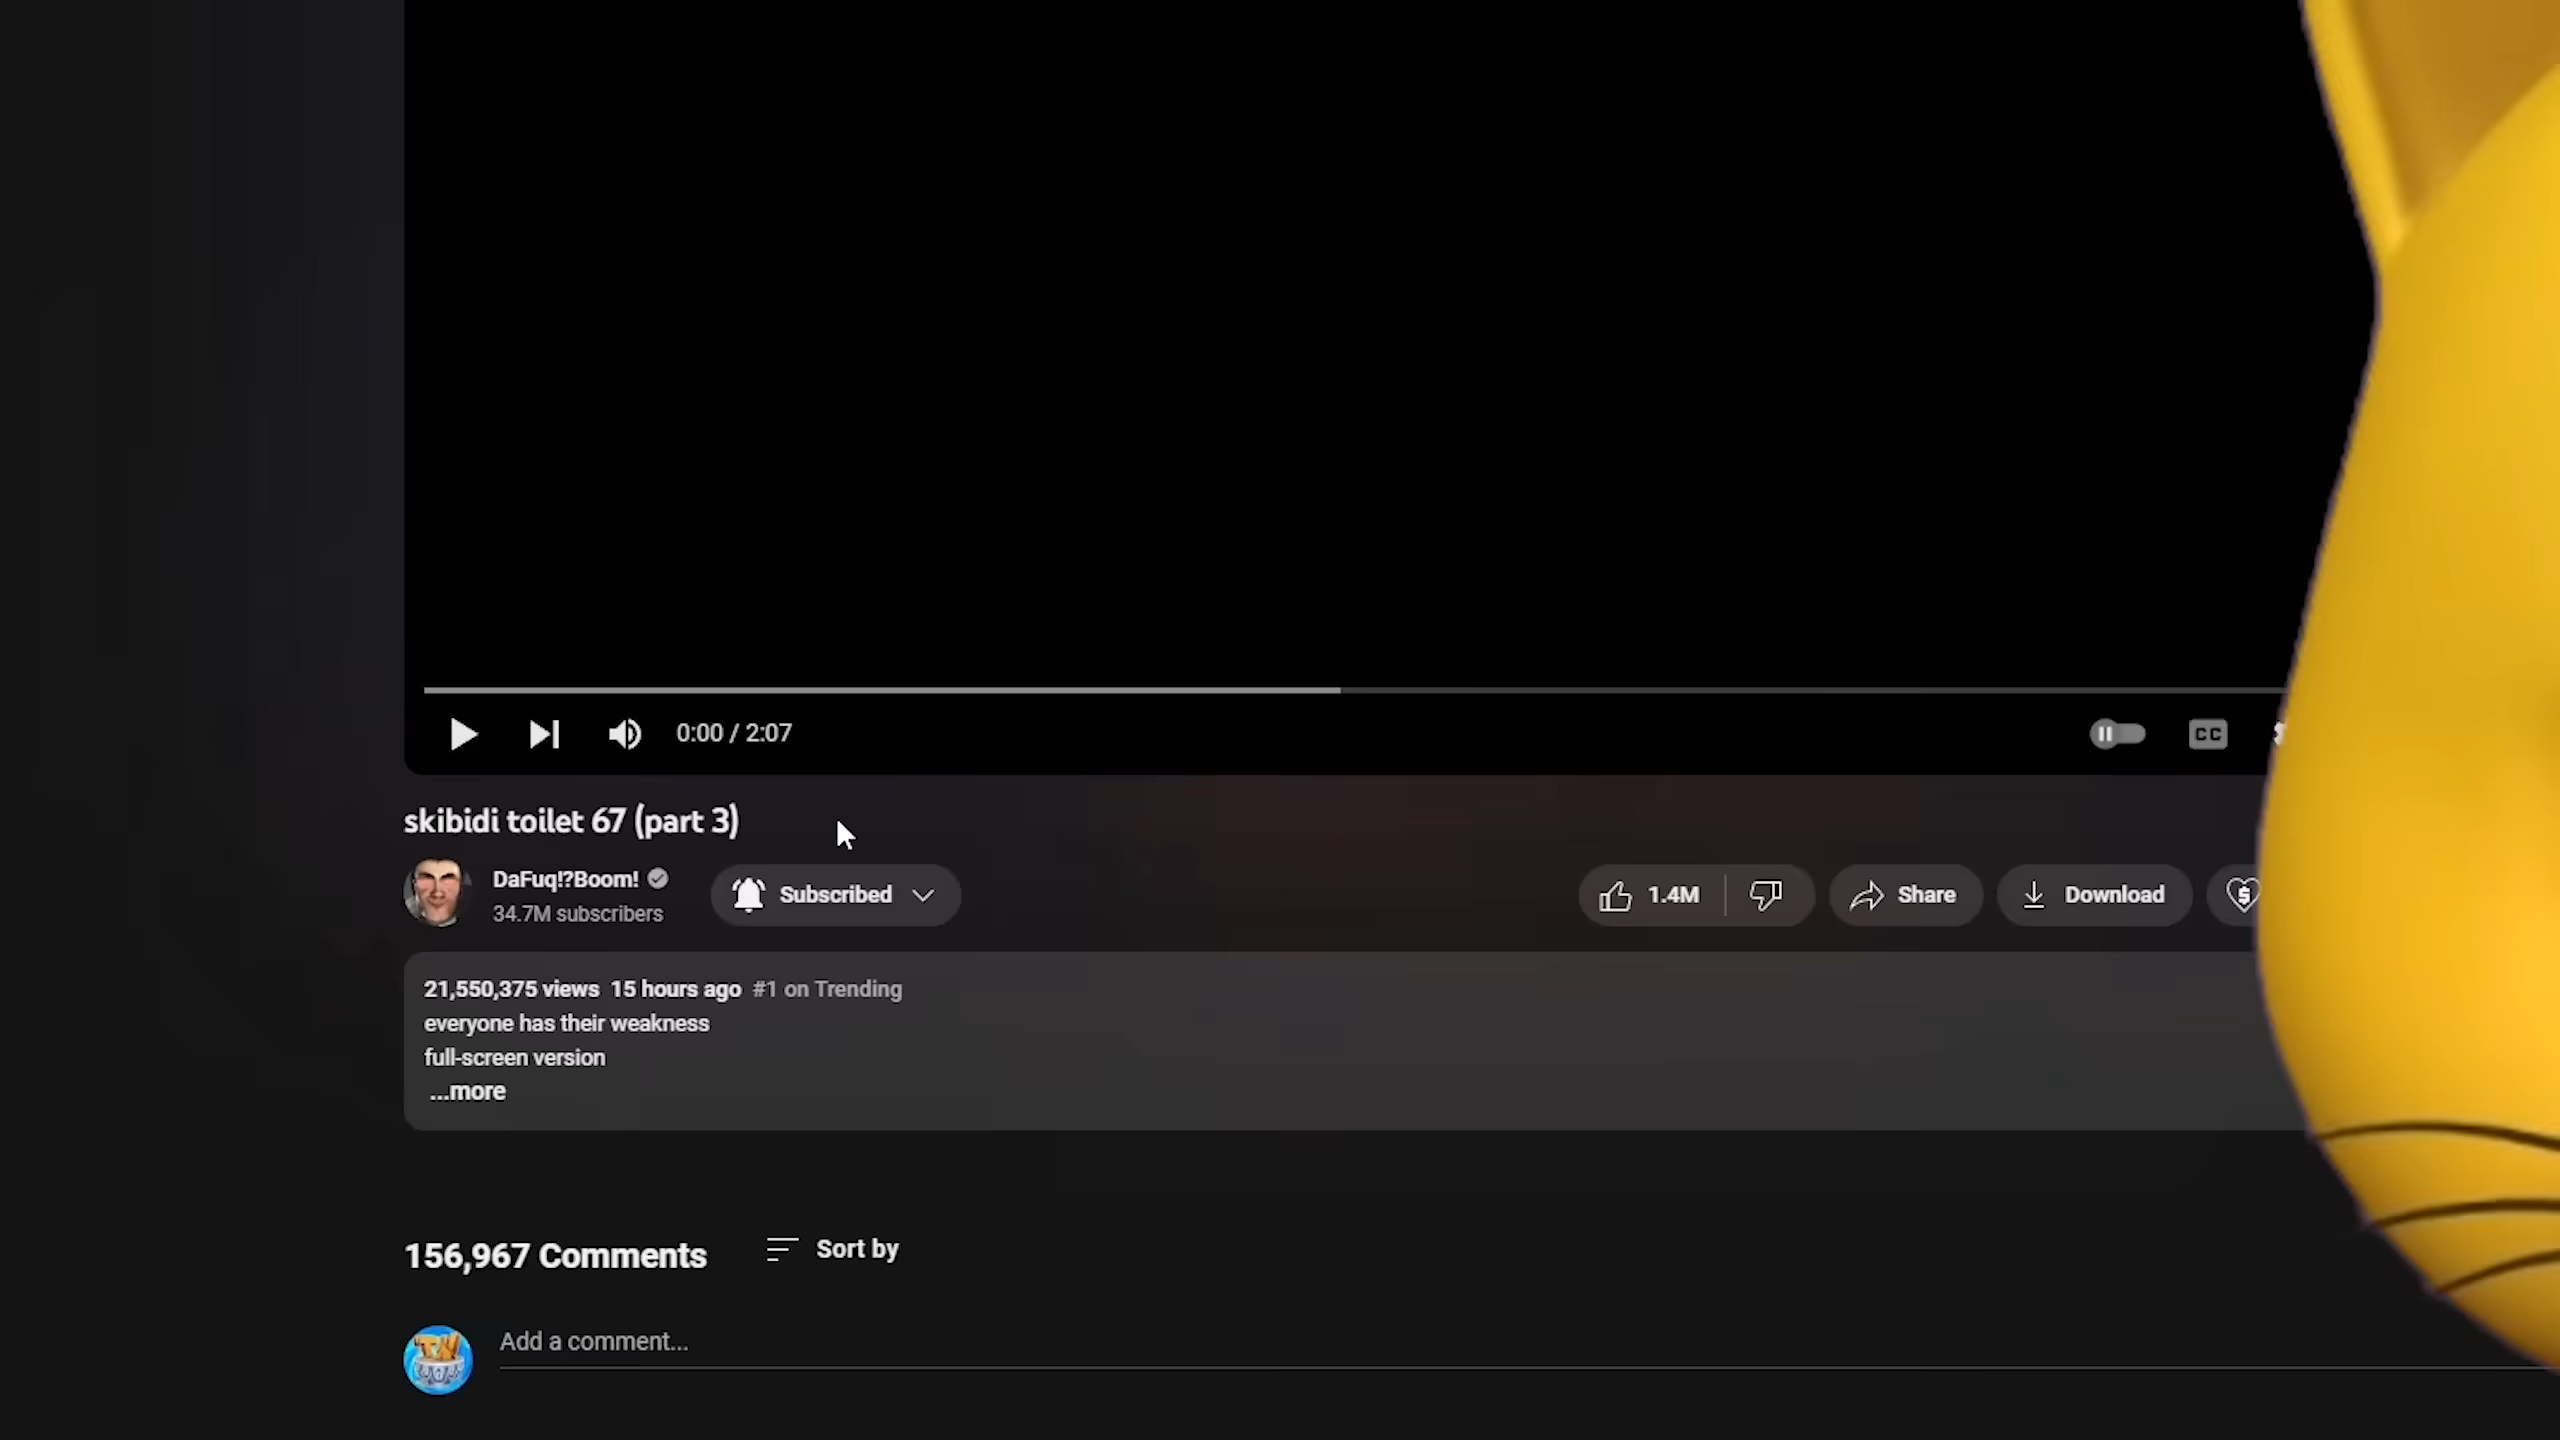 0:00 / 2:07
CC
skibidi toilet 67 (part 3)
DaFuq!?Boom!
34.7M subscribers
Subscribed
1.4M
Share
Download
21,550,375 views 15 hours ago #1 on Trending
everyone has their weakness
full-screen version
...more
156,967 Comments
Sort by
Add a comment...